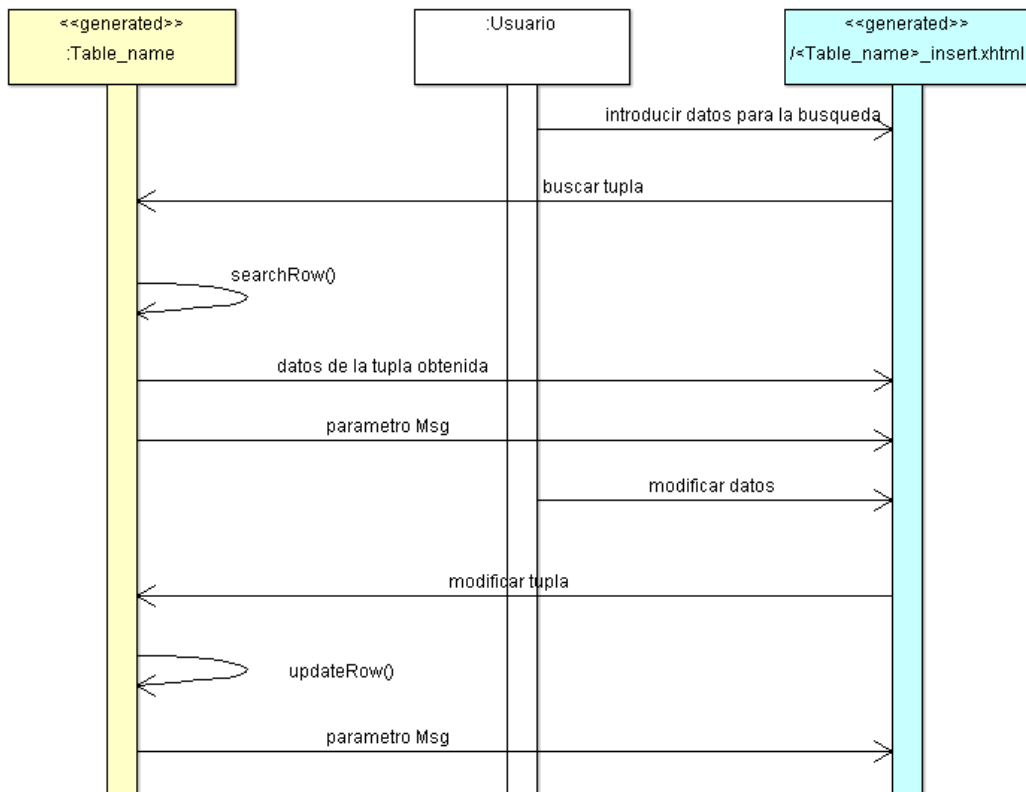 <<generated>>
:Table_name
:Usuario
<<generated>>
/<Table_name>_insert.xhtml
introducir datos para la busqueda
buscar tupla
searchRow()
datos de la tupla obtenida
parametro Msg
modificar datos
modificar tupla
updateRow()
parametro Msg